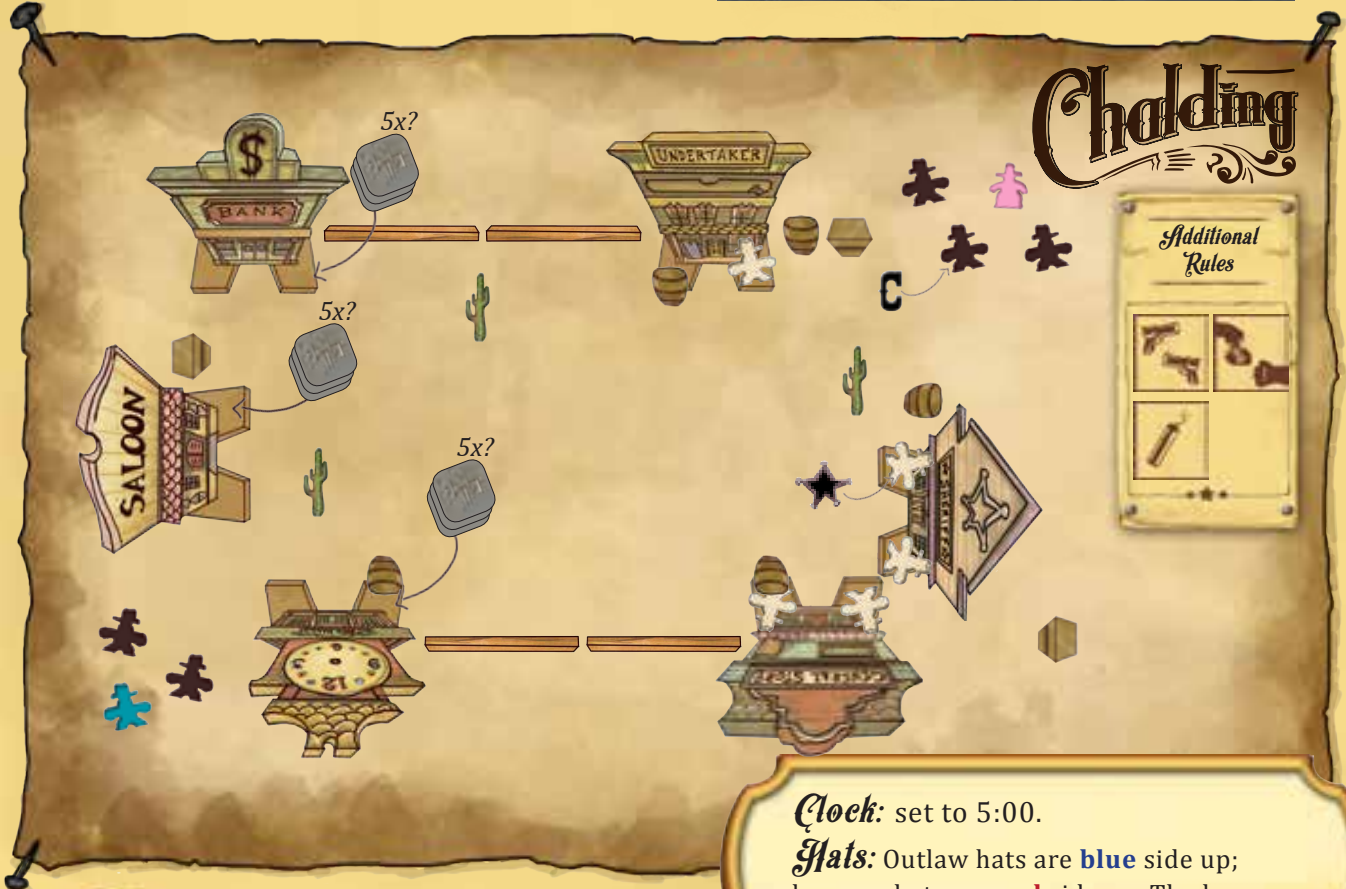 Chalding
5x?
$
BANK
UNDERTAKER
Additional
Rules
C
5x?
SALOON
5x?
SHERIFF'S
12
Clock: set to 5:00.
Hats: Outlaw hats are blue side up;